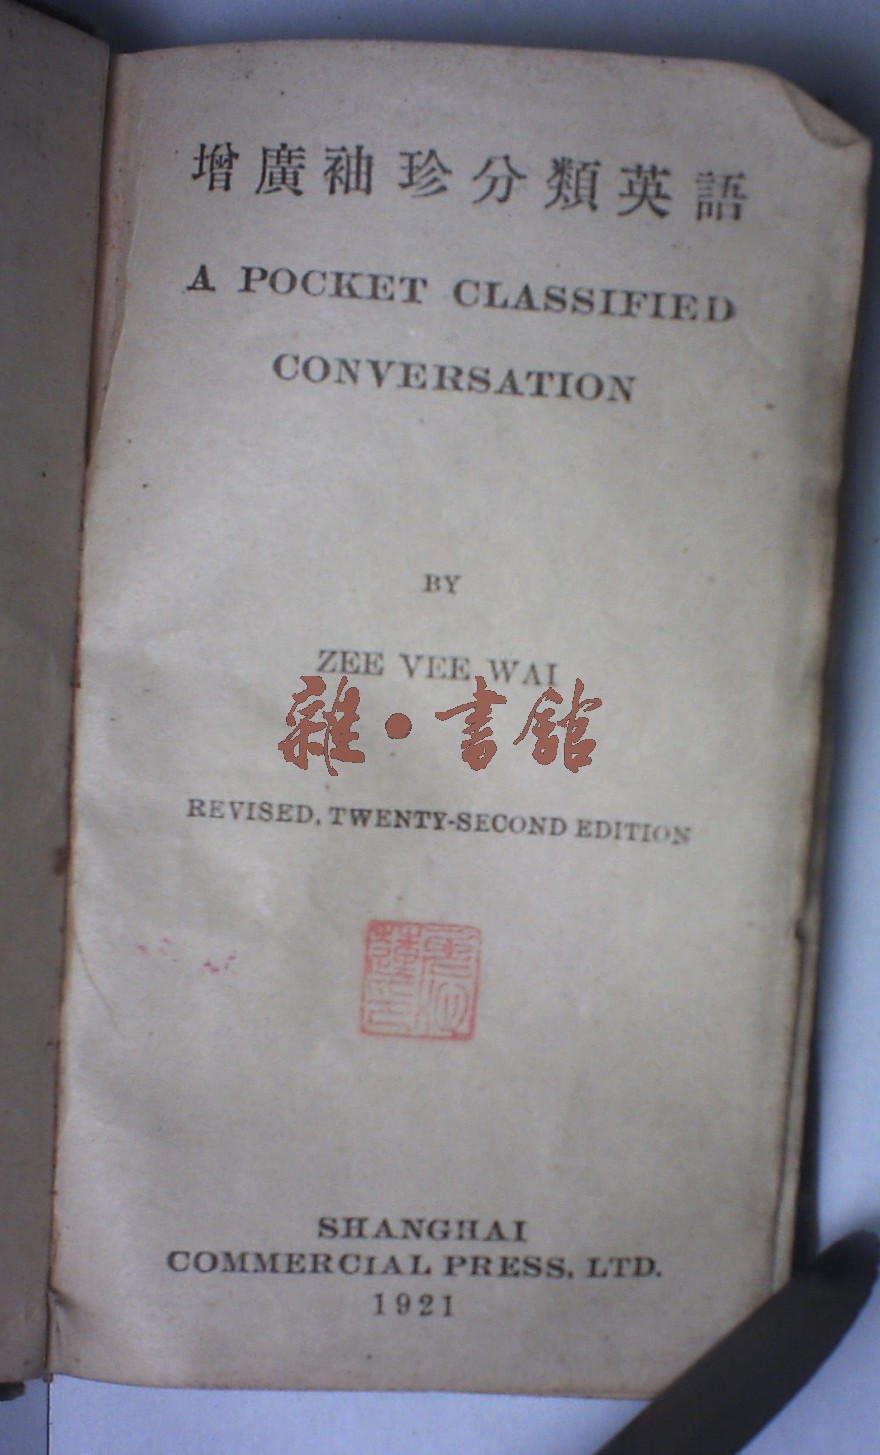 增廣袖珍分類英語
A POCKET CLASSIFIED
CONVERSATION
BY
ZEE VEE WAI
雜·書館
REVISED, TWENTY-SECOND EDITION
SHANGHAI
COMMERCIAL PRESS, LTD.
1921